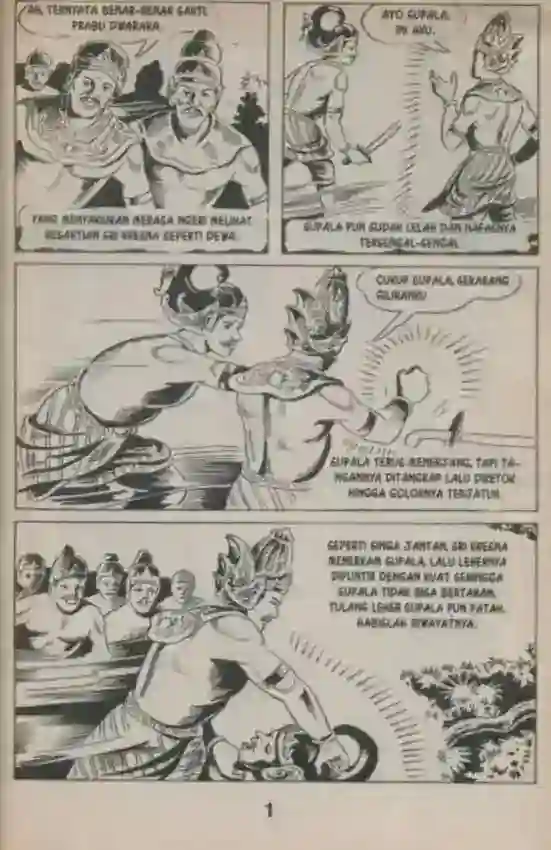 AH, TERNYATA BENAR-BENAR SAKTI
PRABU DWARAKA.
YANG MENYAKSIKAN MERASA NGERI MELIHAT
KESAKTIAN SRI KRESNA SEPERTI DEWA.
AYO SUPALA,
INI AKU.
SUPALA PUN SUDAH LELAH DAN NAFASNYA
TERSENGAL-SENGAL
CUKUP SUPALA, SEKARANG
GILIRANKU
SUPALA TERUS MENERJANG, TAPI TA-
NGANNYA DITANGKAP LALU DIBETOK
HINGGA GOLOKNYA TERJATUH.
SEPERTI SINGA JANTAN, SRI KRESNA
MENERKAM SUPALA, LALU LEHERNYA
DIPLINTIR DENGAN KUAT SEHINGGA
SUPALA TIDAK BISA BERTAHAN.
TULANG LEHER SUPALA PUN PATAH.
HABISLAH RIWAYATNYA.
1